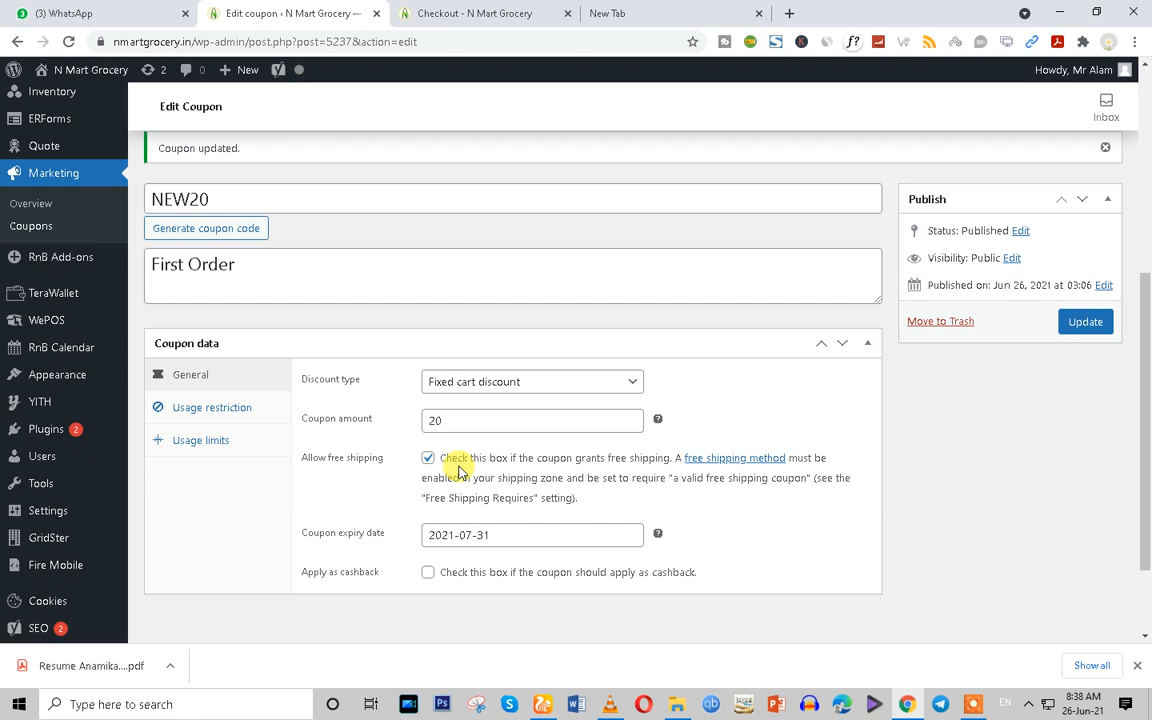 (3) WhatsApp
Edit coupon ‹ N Mart Grocery —
Checkout - N Mart Grocery
New Tab
nmartgrocery.in/wp-admin/post.php?post=5237&action=edit
N Mart Grocery 2 0 New
Howdy, Mr Alam
Inventory
ERForms
Quote
Marketing
Overview
Coupons
RnB Add-ons
TeraWallet
WePOS
RnB Calendar
Appearance
YITH
Plugins 2
Users
Tools
Settings
GridSter
Fire Mobile
Cookies
SEO 2
Edit Coupon
Inbox
Coupon updated.
NEW20
Generate coupon code
First Order
Coupon data
General
Usage restriction
Usage limits
Discount type
Fixed cart discount
Coupon amount
20
Allow free shipping
Check this box if the coupon grants free shipping. A free shipping method must be
enabled in your shipping zone and be set to require "a valid free shipping coupon" (see the
"Free Shipping Requires" setting).
Coupon expiry date
2021-07-31
Apply as cashback
Check this box if the coupon should apply as cashback.
Publish
Status: Published Edit
Visibility: Public Edit
Published on: Jun 26, 2021 at 03:06 Edit
Move to Trash
Update
Resume Anamika....pdf
Show all
Type here to search
EN
8:38 AM
26-Jun-21